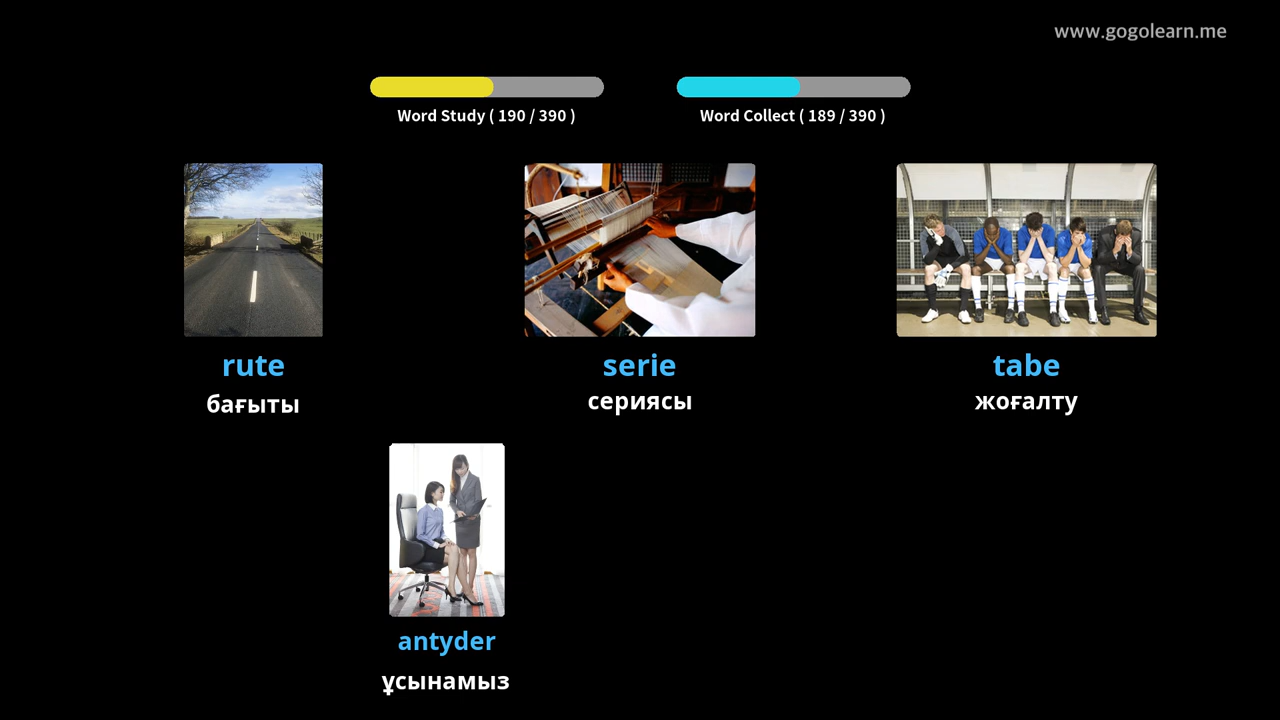 www.gogolearn.me
Word Study ( 190 / 390 )
Word Collect ( 189 / 390 )
rute
бағыты
serie
сериясы
tabe
жоғалту
antyder
ұсынамыз